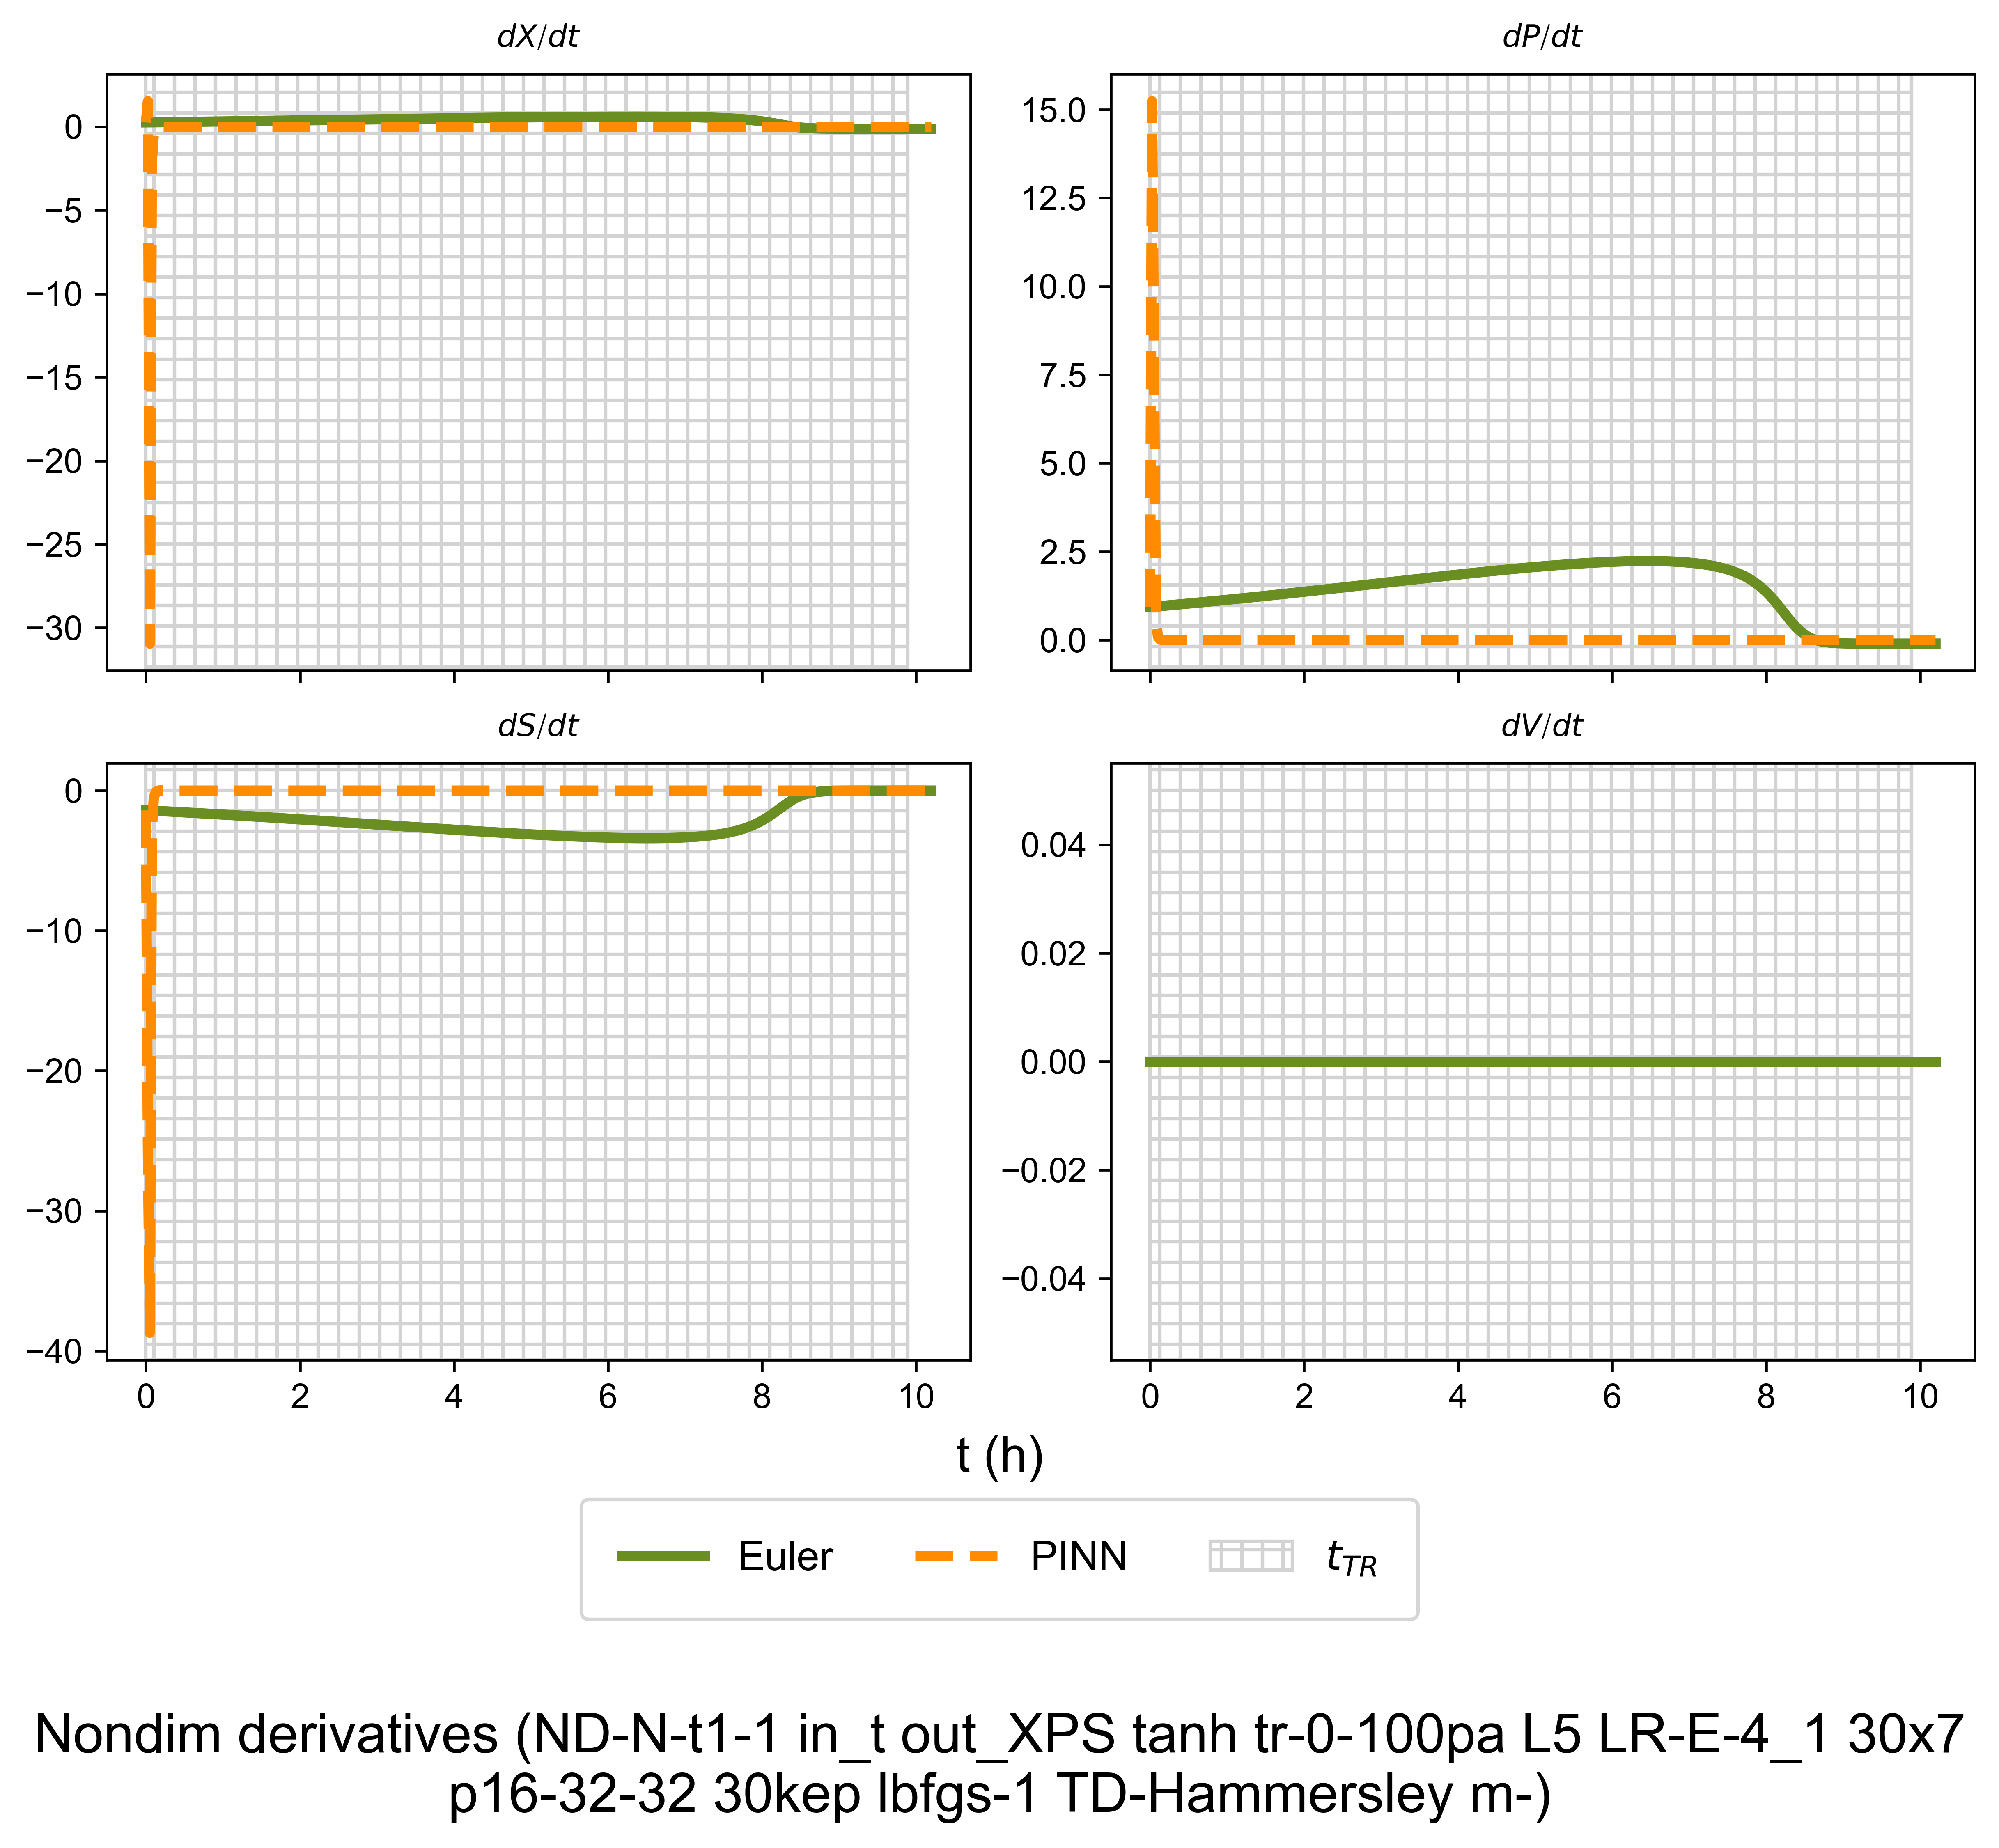 dX/dt
dP/dt
0
−5
−10
−15
−20
−25
−30
15.0
12.5
10.0
7.5
5.0
2.5
0.0
dS/dt
dV/dt
0
−10
−20
−30
−40
0.04
0.02
0.00
−0.02
−0.04
0 2 4 6 8 10
0 2 4 6 8 10
t (h)
Euler PINN t_TR
Nondim derivatives (ND-N-t1-1 in_t out_XPS tanh tr-0-100pa L5 LR-E-4_1 30x7
p16-32-32 30kep lbfgs-1 TD-Hammersley m-)